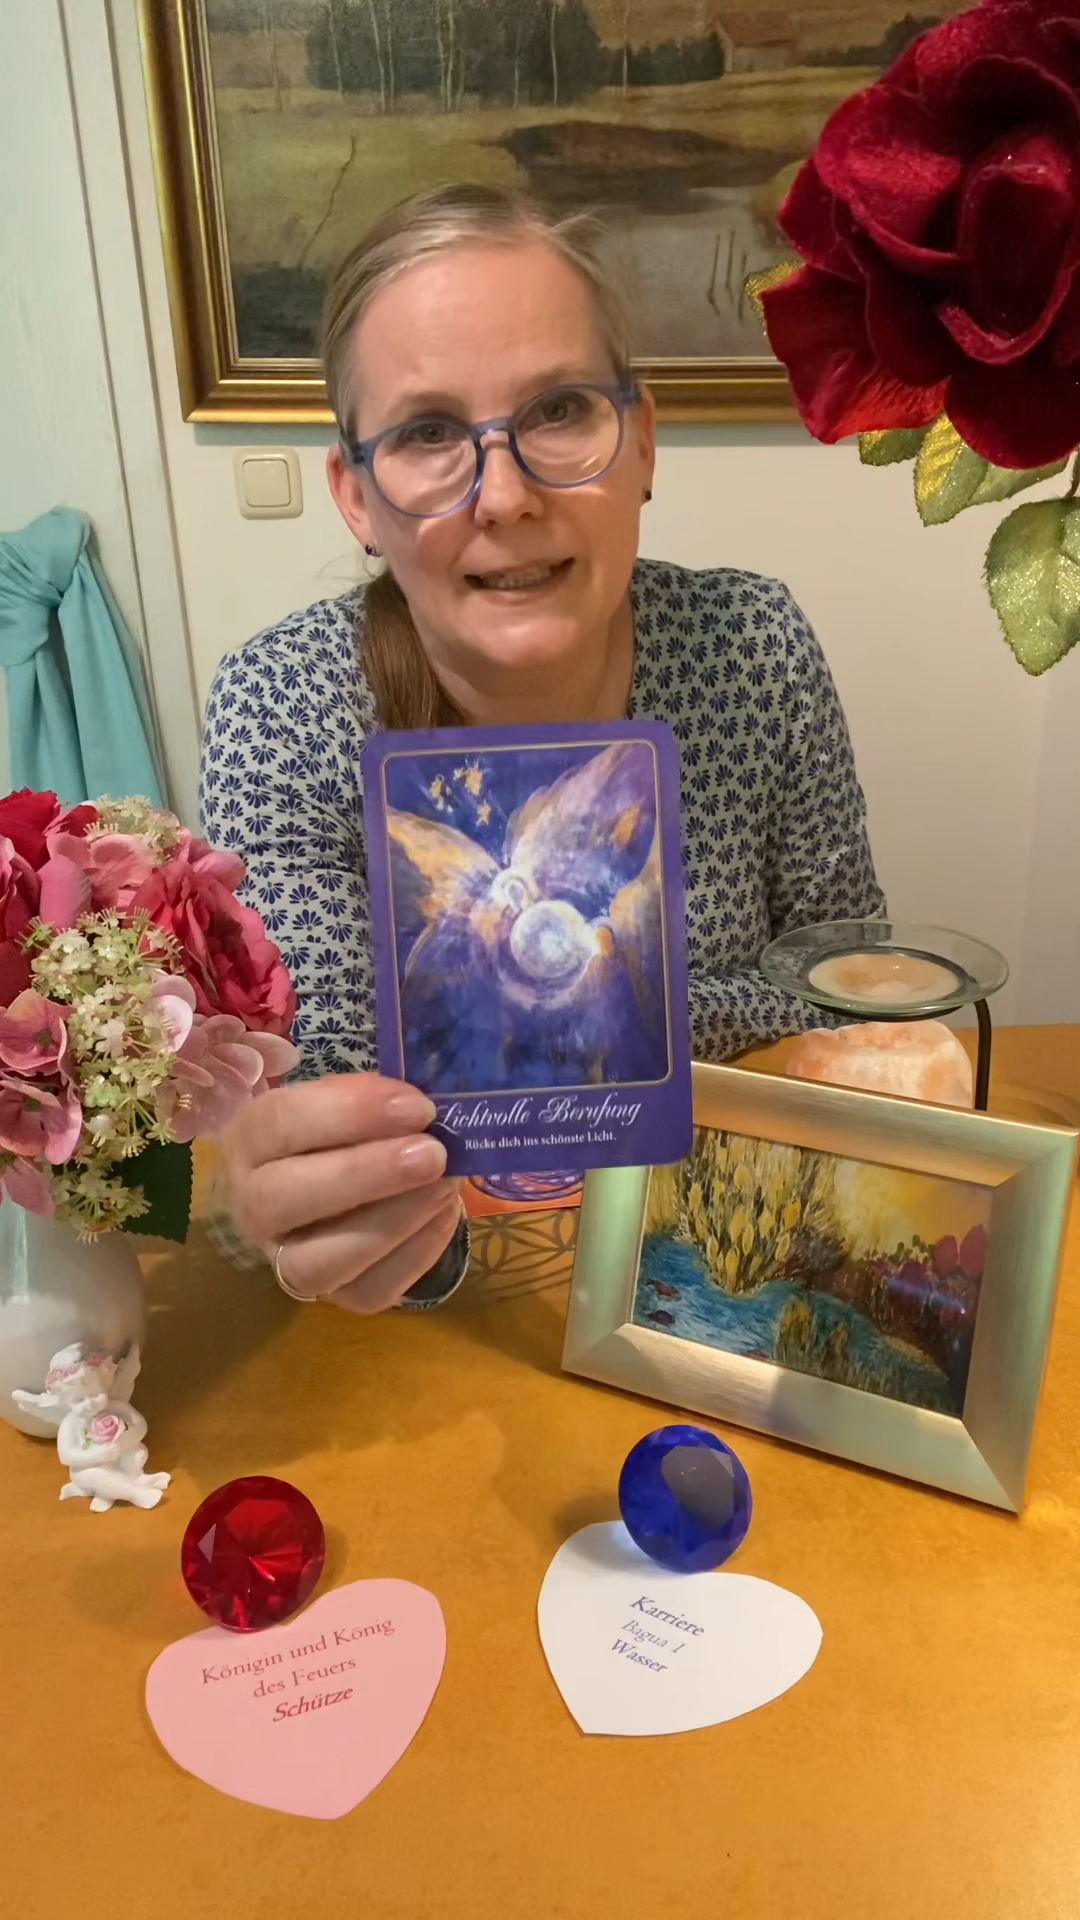 Lichtvolle Berufung
Rücke dich ins schönste Licht.
Königin und König
des Feuers
Schütze
Karriere
Bagua 1
Wasser